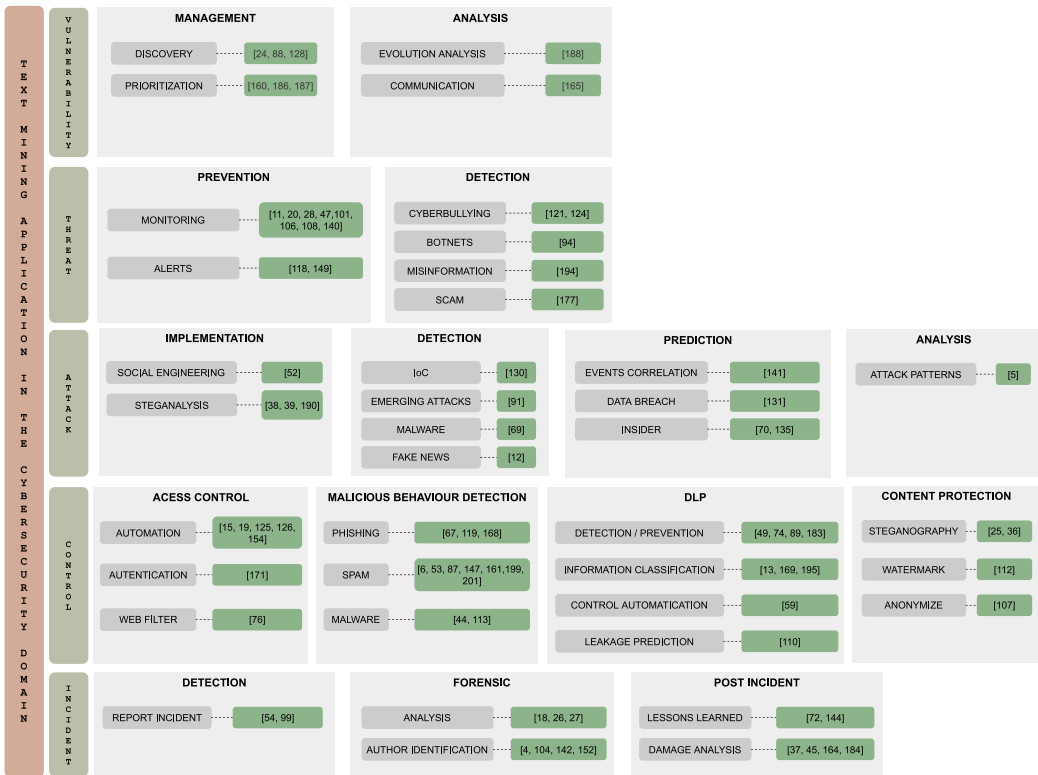 TEXT MINING APPLICATION IN THE CYBERSECURITY DOMAIN
VULNERABILITY
MANAGEMENT
DISCOVERY [24, 88, 128]
PRIORITIZATION [160, 186, 187]
ANALYSIS
EVOLUTION ANALYSIS [188]
COMMUNICATION [165]
THREAT
PREVENTION
MONITORING [11, 20, 28, 47,101,
106, 108, 140]
ALERTS [118, 149]
DETECTION
CYBERBULLYING [121, 124]
BOTNETS [94]
MISINFORMATION [194]
SCAM [177]
ATTACK
IMPLEMENTATION
SOCIAL ENGINEERING [52]
STEGANALYSIS [38, 39, 190]
DETECTION
IoC [130]
EMERGING ATTACKS [91]
MALWARE [69]
FAKE NEWS [12]
PREDICTION
EVENTS CORRELATION [141]
DATA BREACH [131]
INSIDER [70, 135]
ANALYSIS
ATTACK PATTERNS [5]
CONTROL
ACESS CONTROL
AUTOMATION [15, 19, 125, 126,
154]
AUTENTICATION [171]
WEB FILTER [76]
MALICIOUS BEHAVIOUR DETECTION
PHISHING [67, 119, 168]
SPAM [6, 53, 87, 147, 161,199,
201]
MALWARE [44, 113]
DLP
DETECTION / PREVENTION [49, 74, 89, 183]
INFORMATION CLASSIFICATION [13, 169, 195]
CONTROL AUTOMATICATION [59]
LEAKAGE PREDICTION [110]
CONTENT PROTECTION
STEGANOGRAPHY [25, 36]
WATERMARK [112]
ANONYMIZE [107]
INCIDENT
DETECTION
REPORT INCIDENT [54, 99]
FORENSIC
ANALYSIS [18, 26, 27]
AUTHOR IDENTIFICATION [4, 104, 142, 152]
POST INCIDENT
LESSONS LEARNED [72, 144]
DAMAGE ANALYSIS [37, 45, 164, 184]